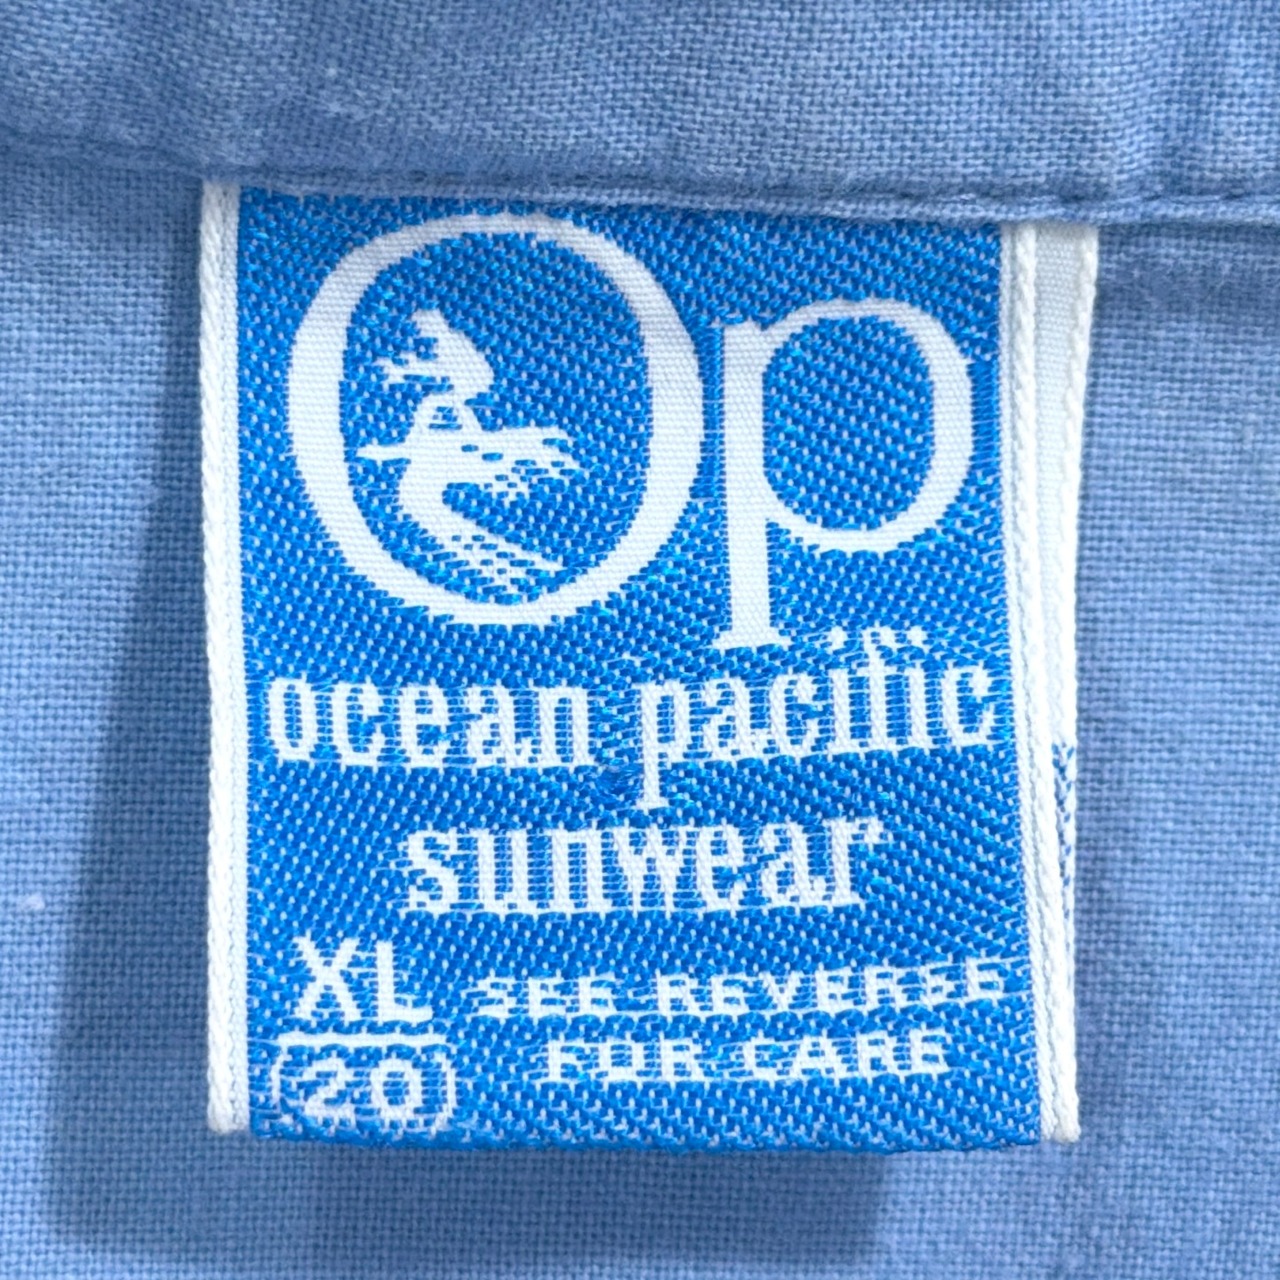 Op
ocean pacific
sunwear
XL SEE REVERSE
20 FOR CARE